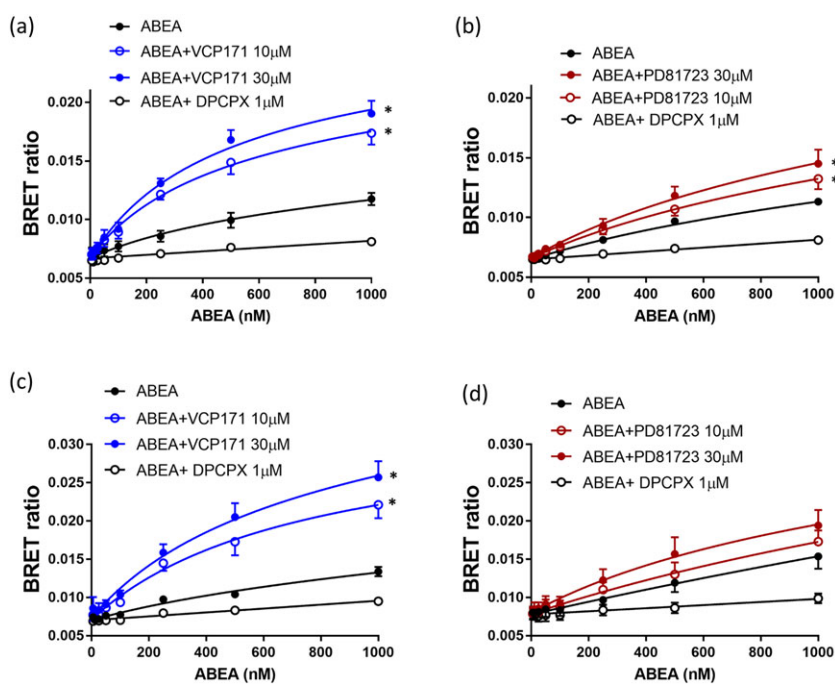 (a)
ABEA
ABEA+VCP171 10μM
ABEA+VCP171 30μM
ABEA+ DPCPX 1μM
BRET ratio
0.020
0.015
0.010
0.005
*
*
0 200 400 600 800 1000
ABEA (nM)
(b)
ABEA
ABEA+PD81723 30μM
ABEA+PD81723 10μM
ABEA+ DPCPX 1μM
BRET ratio
0.020
0.015
0.010
0.005
*
*
0 200 400 600 800 1000
ABEA (nM)
(c)
ABEA
ABEA+VCP171 10μM
ABEA+VCP171 30μM
ABEA+ DPCPX 1μM
BRET ratio
0.030
0.025
0.020
0.015
0.010
0.005
*
*
0 200 400 600 800 1000
ABEA (nM)
(d)
ABEA
ABEA+PD81723 10μM
ABEA+PD81723 30μM
ABEA+ DPCPX 1μM
BRET ratio
0.030
0.025
0.020
0.015
0.010
0.005
0 200 400 600 800 1000
ABEA (nM)